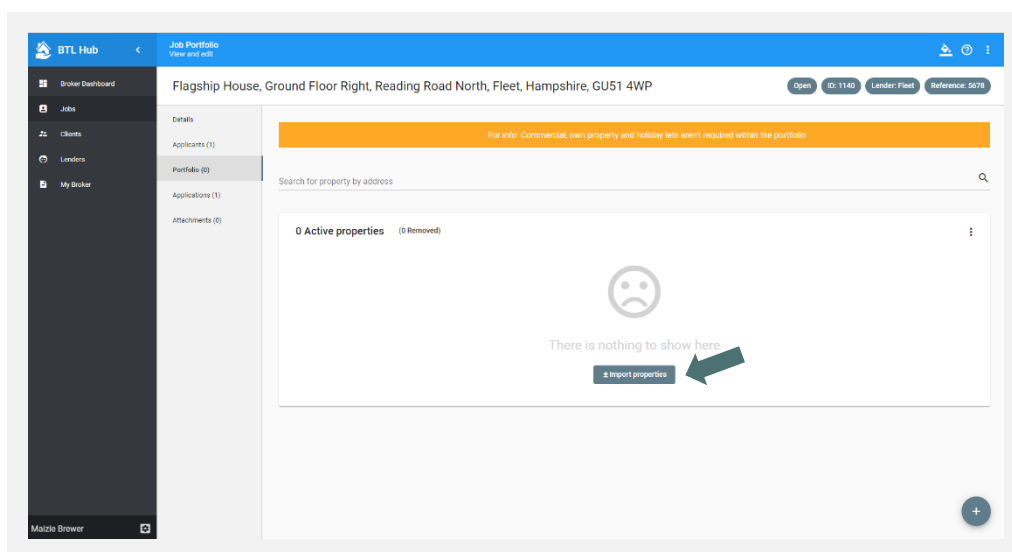 BTL Hub
Job Portfolio
View and edit
Broker Dashboard
Jobs
Clients
Lenders
My Broker
Maizie Brewer
Flagship House, Ground Floor Right, Reading Road North, Fleet, Hampshire, GU51 4WP
Open
ID: 1140
Lender: Fleet
Reference: 5678
Details
Applicants (1)
Portfolio (0)
Applications (1)
Attachments (0)
For info: Commercial, own property and holiday lets aren't required within the portfolio
Search for property by address
0 Active properties (0 Removed)
There is nothing to show here
Import properties